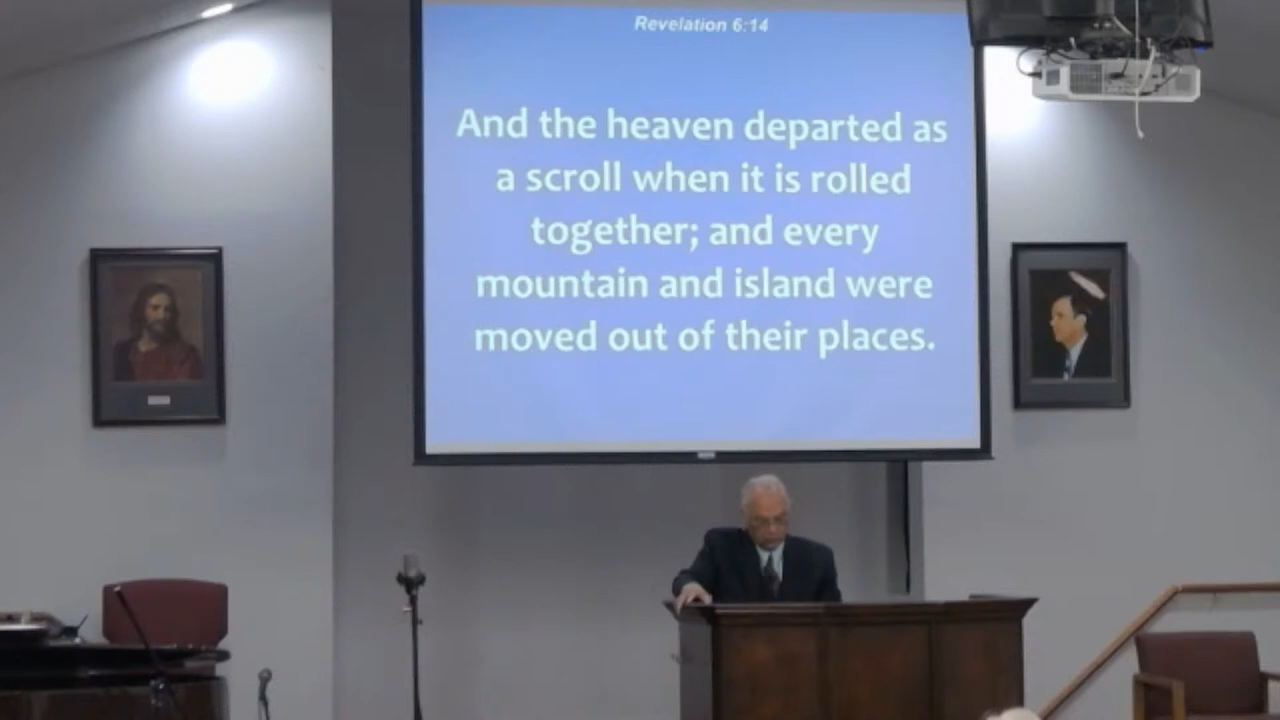 Revelation 6:14
And the heaven departed as
a scroll when it is rolled
together; and every
mountain and island were
moved out of their places.